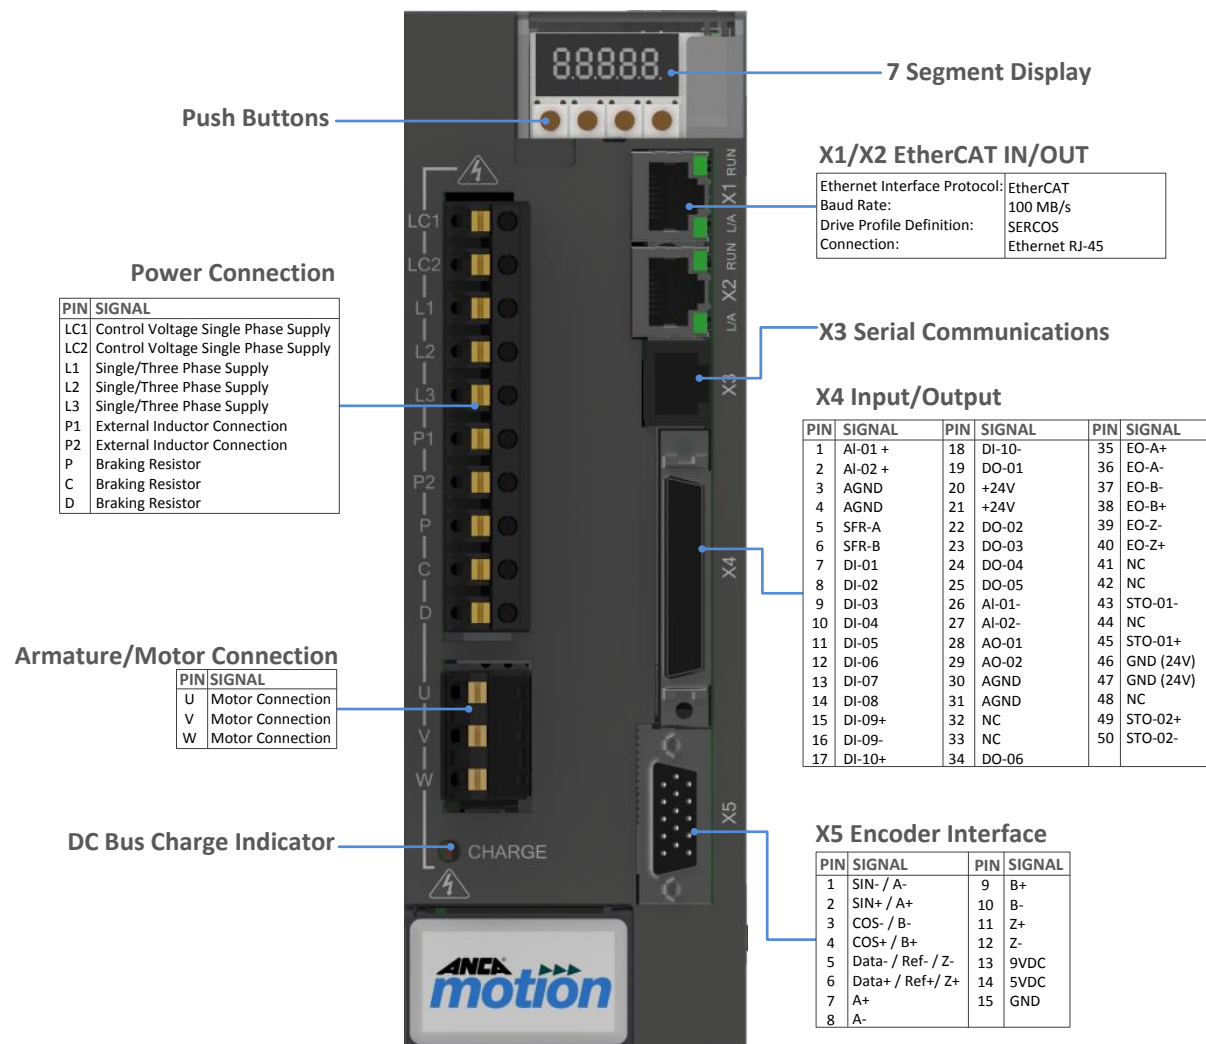 88888.
7 Segment Display
Push Buttons
X1/X2 EtherCAT IN/OUT
Ethernet Interface Protocol: EtherCAT
Baud Rate: 100 MB/s
Drive Profile Definition: SERCOS
Connection: Ethernet RJ-45
X1 RUN
L/A
X2 RUN
L/A
X3
X4
X5
LC1
LC2
L1
L2
L3
P1
P2
P
C
D
U
V
W
CHARGE
Power Connection
PIN SIGNAL
LC1 Control Voltage Single Phase Supply
LC2 Control Voltage Single Phase Supply
L1 Single/Three Phase Supply
L2 Single/Three Phase Supply
L3 Single/Three Phase Supply
P1 External Inductor Connection
P2 External Inductor Connection
P Braking Resistor
C Braking Resistor
D Braking Resistor
X3 Serial Communications
X4 Input/Output
PIN SIGNAL PIN SIGNAL PIN SIGNAL
1 AI-01 + 18 DI-10- 35 EO-A+
2 AI-02 + 19 DO-01 36 EO-A-
3 AGND 20 +24V 37 EO-B-
4 AGND 21 +24V 38 EO-B+
5 SFR-A 22 DO-02 39 EO-Z-
6 SFR-B 23 DO-03 40 EO-Z+
7 DI-01 24 DO-04 41 NC
8 DI-02 25 DO-05 42 NC
9 DI-03 26 AI-01- 43 STO-01-
10 DI-04 27 AI-02- 44 NC
11 DI-05 28 AO-01 45 STO-01+
12 DI-06 29 AO-02 46 GND (24V)
13 DI-07 30 AGND 47 GND (24V)
14 DI-08 31 AGND 48 NC
15 DI-09+ 32 NC 49 STO-02+
16 DI-09- 33 NC 50 STO-02-
17 DI-10+ 34 DO-06
Armature/Motor Connection
PIN SIGNAL
U Motor Connection
V Motor Connection
W Motor Connection
DC Bus Charge Indicator
X5 Encoder Interface
PIN SIGNAL PIN SIGNAL
1 SIN- / A- 9 B+
2 SIN+ / A+ 10 B-
3 COS- / B- 11 Z+
4 COS+ / B+ 12 Z-
5 Data- / Ref- / Z- 13 9VDC
6 Data+ / Ref+/ Z+ 14 5VDC
7 A+ 15 GND
8 A-
ANCA
motion